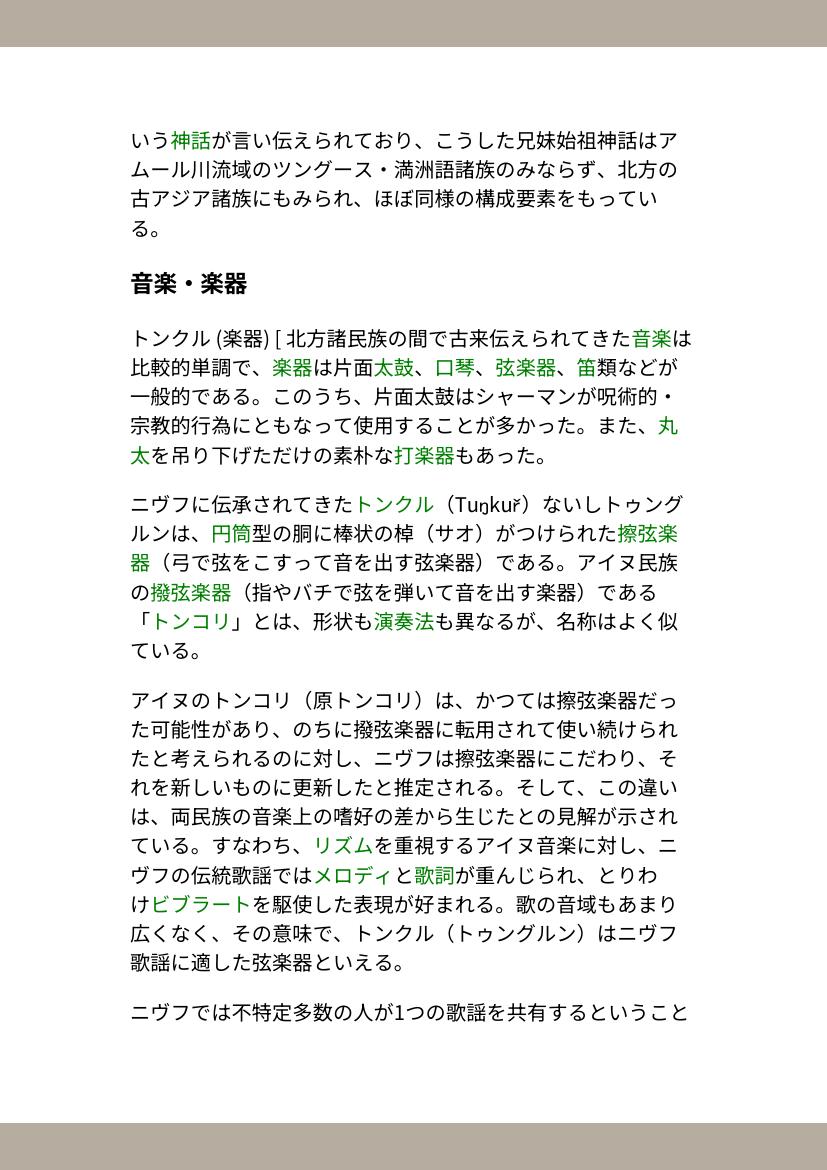 いう神話が言い伝えられており、こうした兄妹始祖神話はア
ムール川流域のツングース・満洲語諸族のみならず、北方の
古アジア諸族にもみられ、ほぼ同様の構成要素をもってい
る。
音楽・楽器
トンクル (楽器) [ 北方諸民族の間で古来伝えられてきた音楽は
比較的単調で、楽器は片面太鼓、口琴、弦楽器、笛類などが
一般的である。このうち、片面太鼓はシャーマンが呪術的・
宗教的行為にともなって使用することが多かった。また、丸
太を吊り下げただけの素朴な打楽器もあった。
ニヴフに伝承されてきたトンクル（Tuŋkuř）ないしトゥング
ルンは、円筒型の胴に棒状の棹（サオ）がつけられた擦弦楽
器（弓で弦をこすって音を出す弦楽器）である。アイヌ民族
の撥弦楽器（指やバチで弦を弾いて音を出す楽器）である
「トンコリ」とは、形状も演奏法も異なるが、名称はよく似
ている。
アイヌのトンコリ（原トンコリ）は、かつては擦弦楽器だっ
た可能性があり、のちに撥弦楽器に転用されて使い続けられ
たと考えられるのに対し、ニヴフは擦弦楽器にこだわり、そ
れを新しいものに更新したと推定される。そして、この違い
は、両民族の音楽上の嗜好の差から生じたとの見解が示され
ている。すなわち、リズムを重視するアイヌ音楽に対し、ニ
ヴフの伝統歌謡ではメロディと歌詞が重んじられ、とりわ
けビブラートを駆使した表現が好まれる。歌の音域もあまり
広くなく、その意味で、トンクル（トゥングルン）はニヴフ
歌謡に適した弦楽器といえる。
ニヴフでは不特定多数の人が1つの歌謡を共有するということ